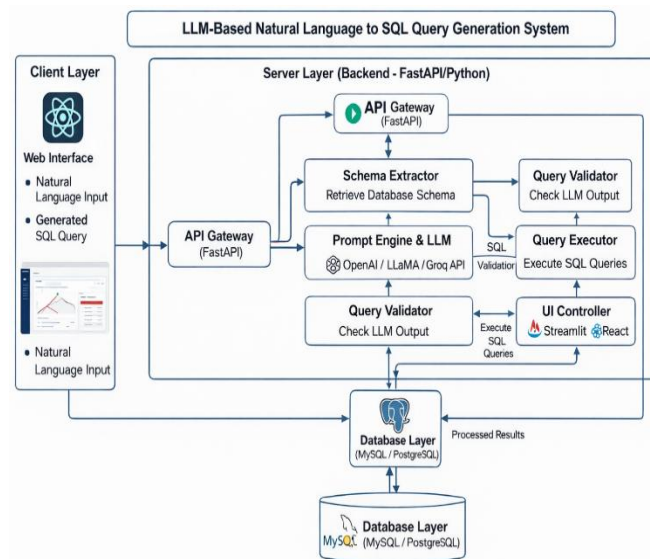 LLM-Based Natural Language to SQL Query Generation System
Client Layer
Web Interface
Natural
Language Input
Generated
SQL Query
Natural
Language Input
Server Layer (Backend - FastAPI/Python)
API Gateway
(FastAPI)
API Gateway
(FastAPI)
Schema Extractor
Retrieve Database Schema
Query Validator
Check LLM Output
Prompt Engine & LLM
OpenAI / LLaMA / Groq API
SQL
Validation
Query Executor
Execute SQL Queries
Query Validator
Check LLM Output
Execute
SQL
Queries
UI Controller
Streamlit React
Database Layer
(MySQL / PostgreSQL)
Processed Results
MySQL
Database Layer
(MySQL / PostgreSQL)